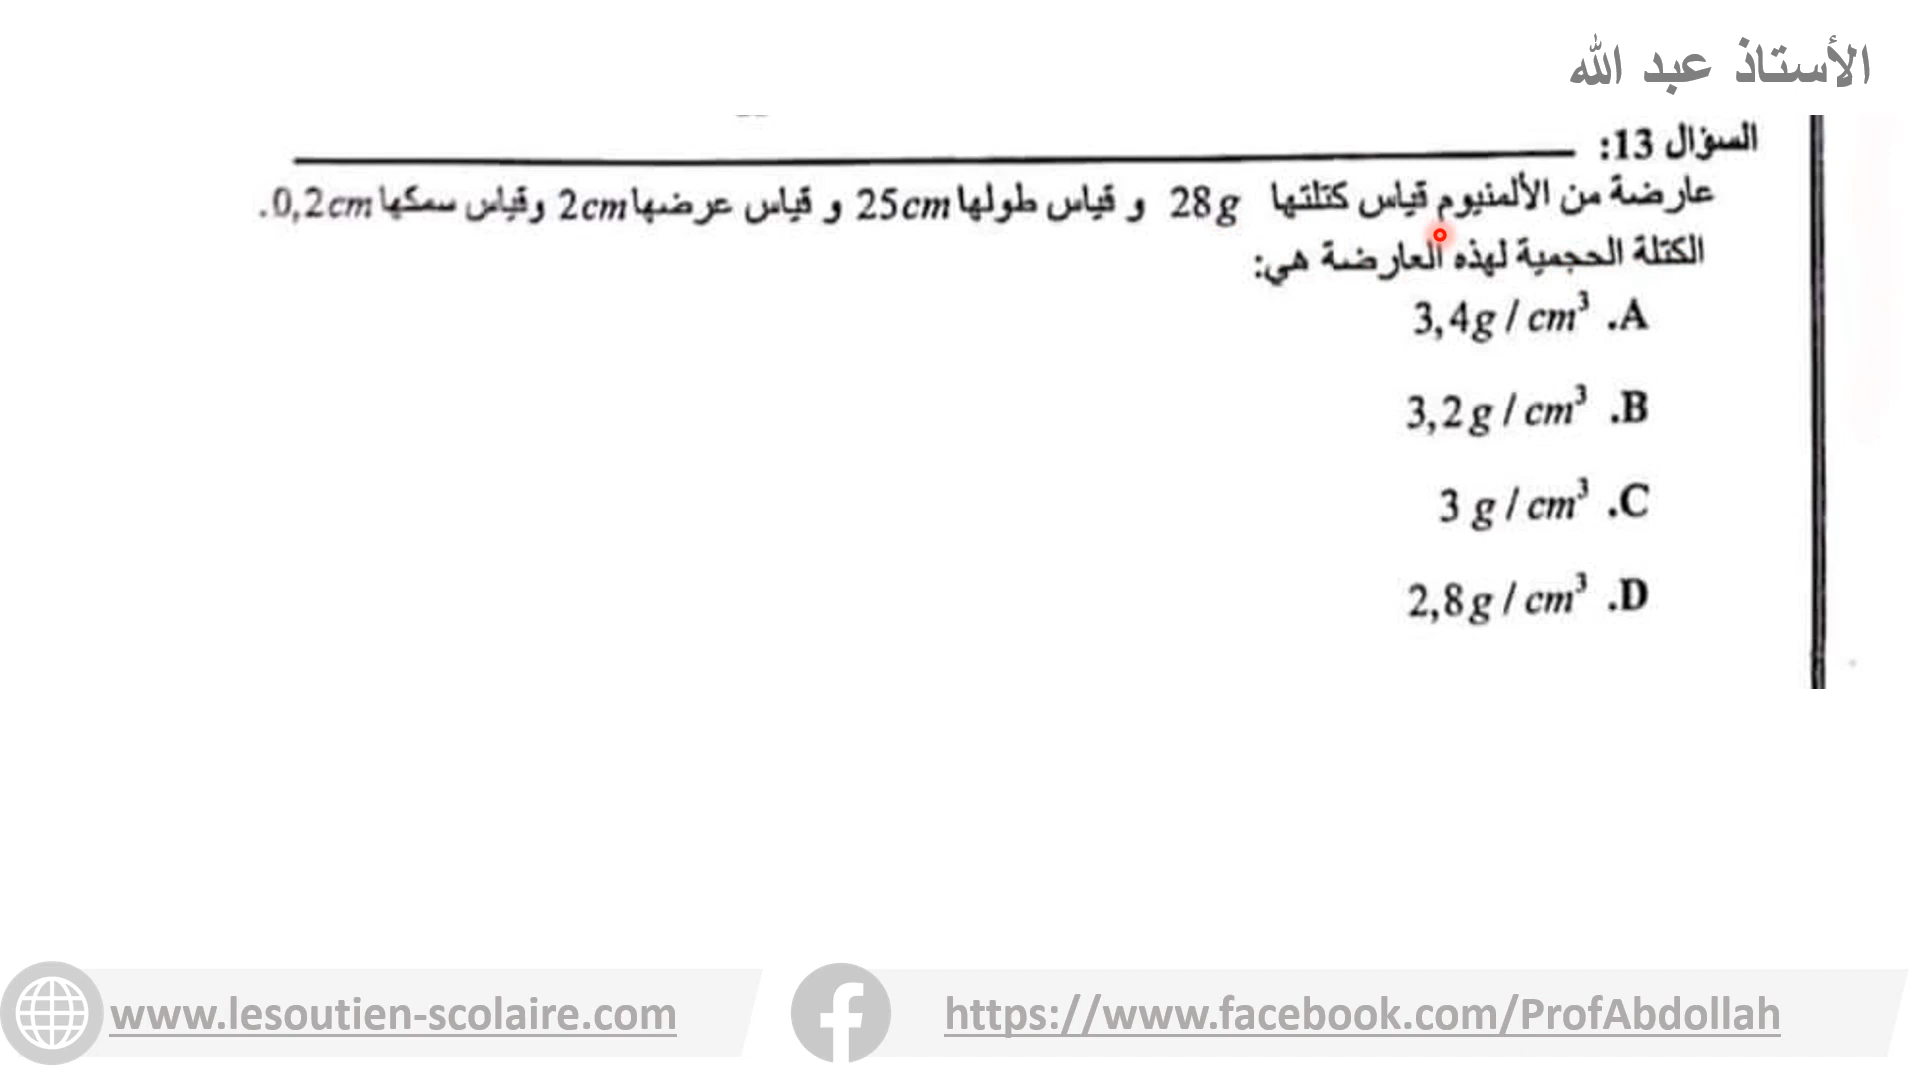 الأستاذ عبد الله
السؤال 13:
عارضة من الألمنيوم قياس كتلتها 28g و قياس طولها 25cm و قياس عرضها 2cm وقياس سمكها 0,2cm.
الكتلة الحجمية لهذه العارضة هي:
A. 3,4g / cm³
B. 3,2g / cm³
C. 3 g / cm³
D. 2,8g / cm³
www.lesoutien-scolaire.com
https://www.facebook.com/ProfAbdollah